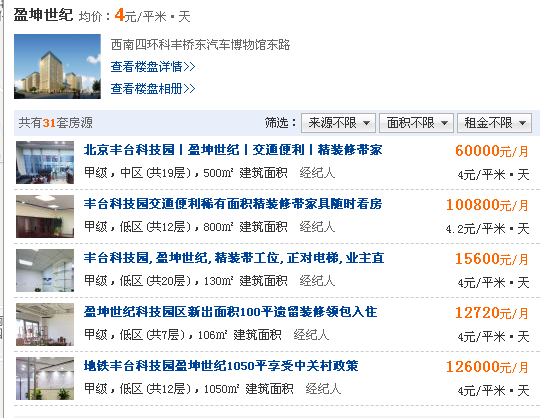 盈坤世纪 均价：4元/平米·天
西南四环科丰桥东汽车博物馆东路
查看楼盘详情>>
查看楼盘相册>>
共有31套房源 筛选： 来源不限 面积不限 租金不限
北京丰台科技园丨盈坤世纪丨交通便利丨精装修带家 60000元/月
甲级，中区(共19层)，500㎡ 建筑面积 经纪人 4元/平米·天
丰台科技园交通便利稀有面积精装修带家具随时看房 100800元/月
甲级，低区(共12层)，800㎡ 建筑面积 经纪人 4.2元/平米·天
丰台科技园,盈坤世纪,精装带工位,正对电梯,业主直 15600元/月
甲级，低区(共20层)，130㎡ 建筑面积 经纪人 4元/平米·天
盈坤世纪科技园区新出面积100平遗留装修领包入住 12720元/月
甲级，低区(共7层)，106㎡ 建筑面积 经纪人 4元/平米·天
地铁丰台科技园盈坤世纪1050平享受中关村政策 126000元/月
甲级，低区(共12层)，1050㎡ 建筑面积 经纪人 4元/平米·天